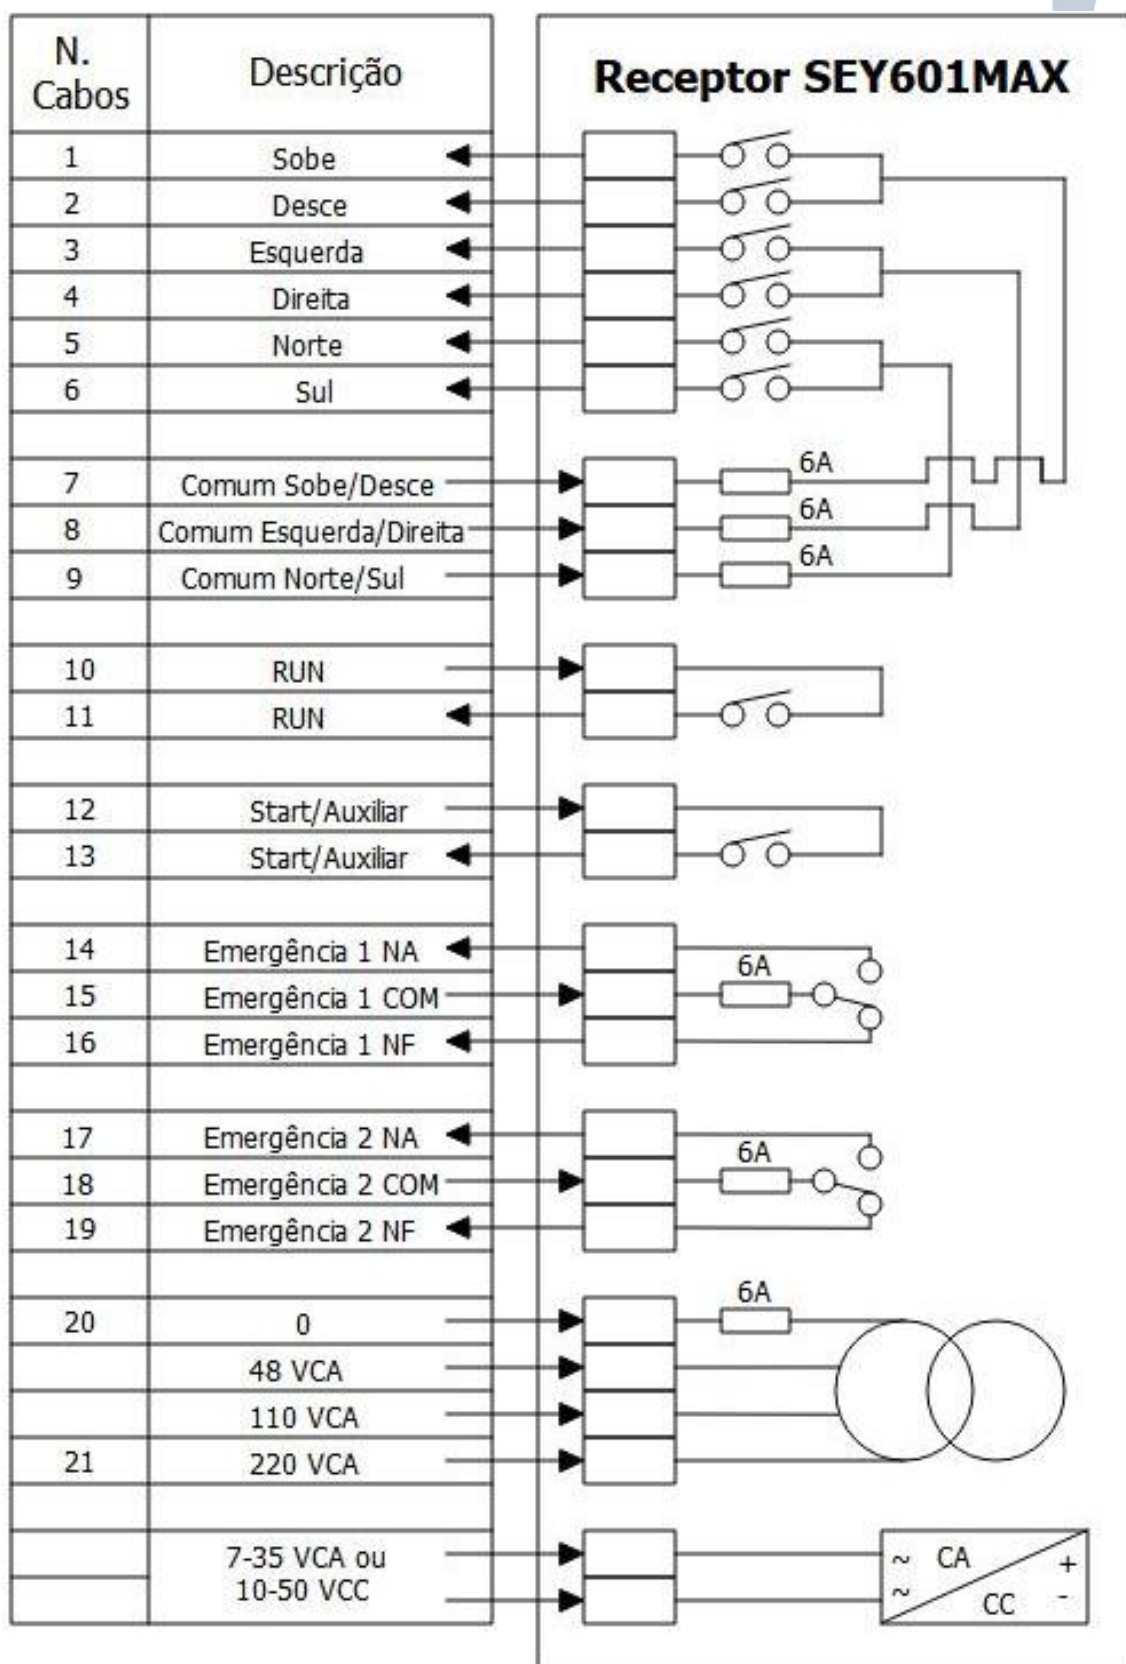 N.
Cabos
Descrição
Receptor SEY601MAX
1 Sobe
2 Desce
3 Esquerda
4 Direita
5 Norte
6 Sul
7 Comum Sobe/Desce 6A
8 Comum Esquerda/Direita 6A
9 Comum Norte/Sul 6A
10 RUN
11 RUN
12 Start/Auxiliar
13 Start/Auxiliar
14 Emergência 1 NA
15 Emergência 1 COM 6A
16 Emergência 1 NF
17 Emergência 2 NA
18 Emergência 2 COM 6A
19 Emergência 2 NF
20 0 6A
48 VCA
110 VCA
21 220 VCA
7-35 VCA ou
10-50 VCC
~ CA +
~ CC -